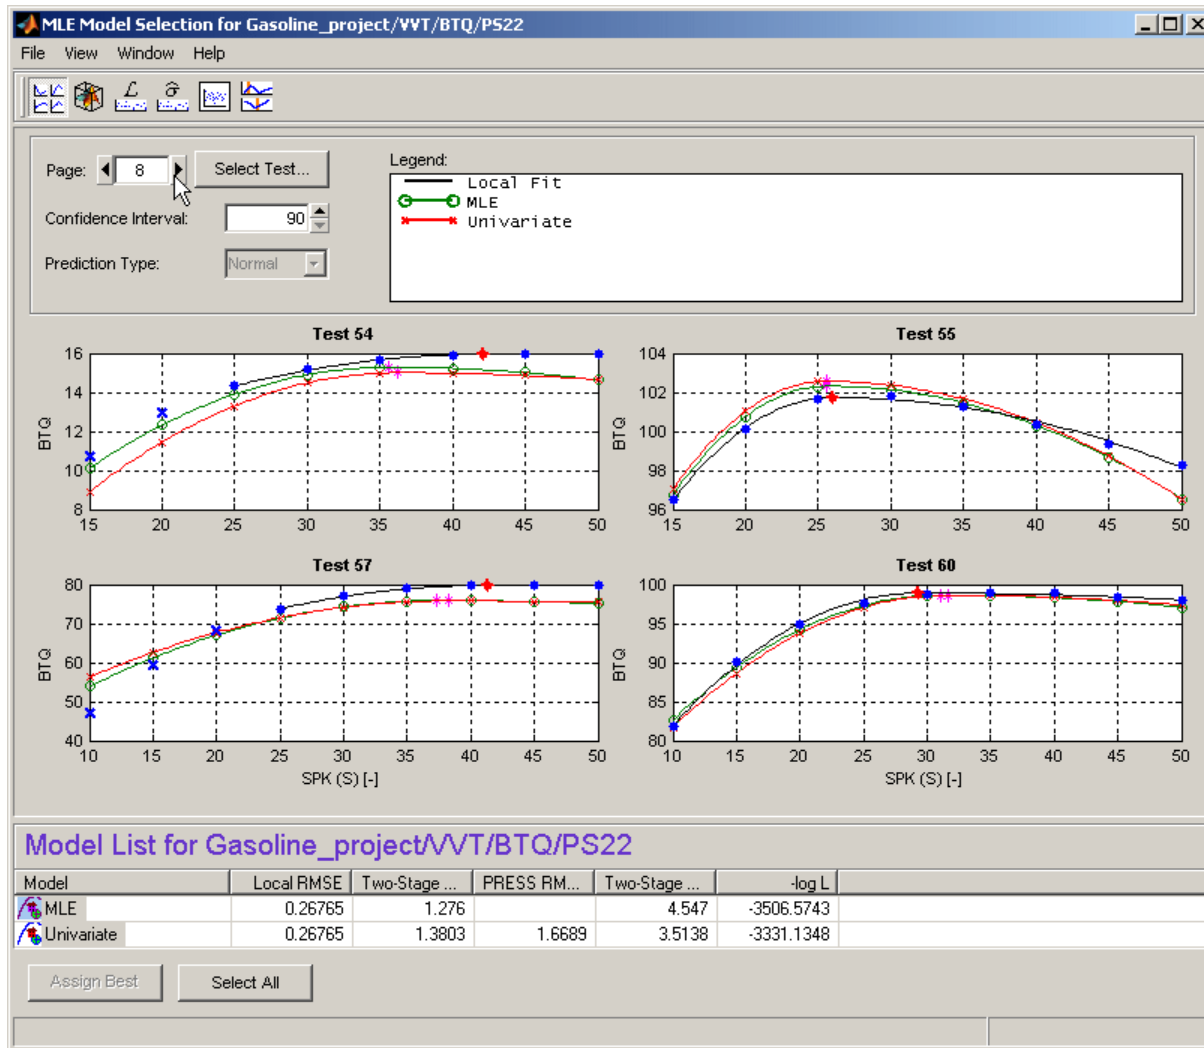 MLE Model Selection for Gasoline_project/VVT/BTQ/PS22
File View Window Help
Page: 8 Select Test...
Confidence Interval: 90
Prediction Type: Normal
Legend:
Local Fit
MLE
Univariate
Test 54
BTQ
16
14
12
10
8
15 20 25 30 35 40 45 50
Test 55
BTQ
104
102
100
98
96
15 20 25 30 35 40 45 50
Test 57
BTQ
80
70
60
50
40
10 15 20 25 30 35 40 45 50
SPK (S) [-]
Test 60
BTQ
100
95
90
85
80
10 15 20 25 30 35 40 45 50
SPK (S) [-]
Model List for Gasoline_project/VVT/BTQ/PS22
Model Local RMSE Two-Stage ... PRESS RM... Two-Stage ... -log L
MLE 0.26765 1.276 4.547 -3506.5743
Univariate 0.26765 1.3803 1.6689 3.5138 -3331.1348
Assign Best Select All